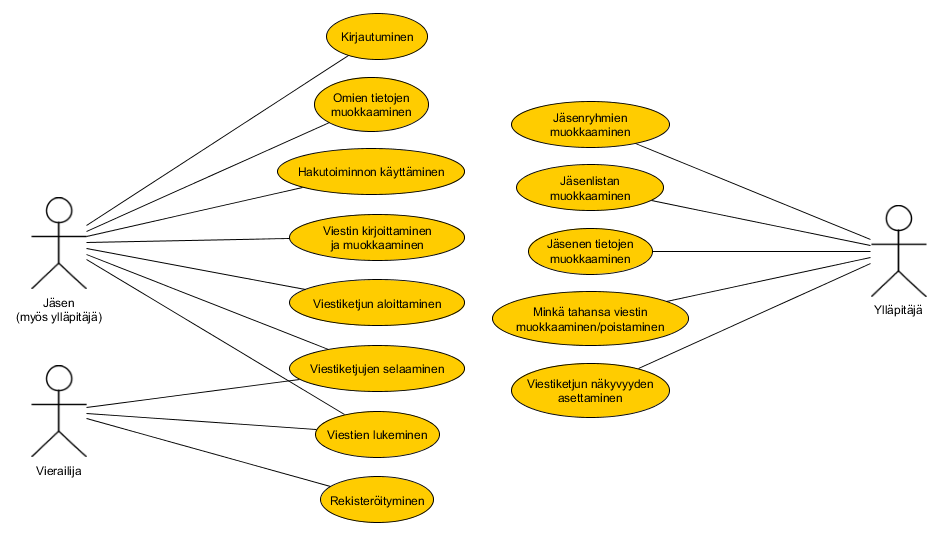 Kirjautuminen
Omien tietojen
muokkaaminen
Hakutoiminnon käyttäminen
Viestin kirjoittaminen
ja muokkaaminen
Viestiketjun aloittaminen
Viestiketjujen selaaminen
Viestien lukeminen
Rekisteröityminen
Jäsen
(myös ylläpitäjä)
Vierailija
Jäsenryhmien
muokkaaminen
Jäsenlistan
muokkaaminen
Jäsenen tietojen
muokkaaminen
Minkä tahansa viestin
muokkaaminen/poistaminen
Viestiketjun näkyvyyden
asettaminen
Ylläpitäjä